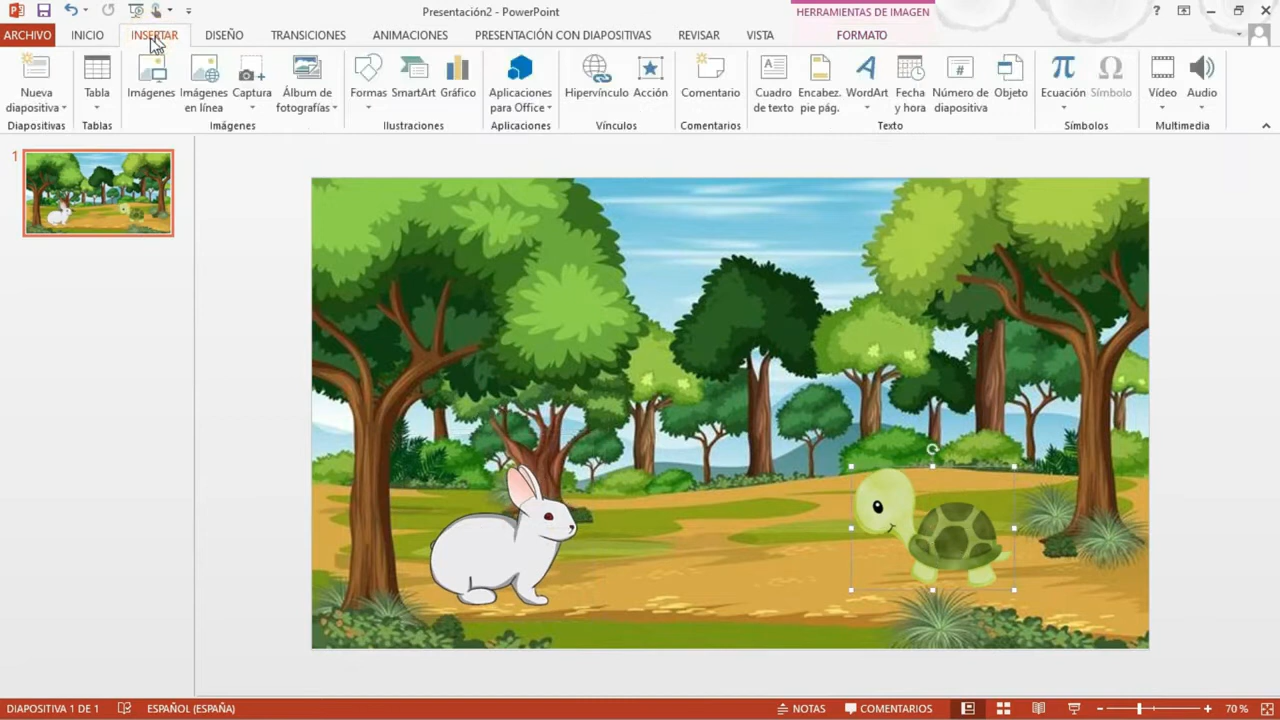 Presentación2 - PowerPoint
HERRAMIENTAS DE IMAGEN
?
ARCHIVO INICIO INSERTAR DISEÑO TRANSICIONES ANIMACIONES PRESENTACIÓN CON DIAPOSITIVAS REVISAR VISTA FORMATO
Nueva diapositiva
Tabla
Imágenes
Imágenes en línea
Captura
Álbum de fotografías
Formas
SmartArt
Gráfico
Aplicaciones para Office
Hipervínculo
Acción
Comentario
Cuadro de texto
Encabez. pie pág.
WordArt
Fecha y hora
Número de diapositiva
Objeto
Ecuación
Símbolo
Vídeo
Audio
Diapositivas Tablas Imágenes Ilustraciones Aplicaciones Vínculos Comentarios Texto Símbolos Multimedia
1
DIAPOSITIVA 1 DE 1 ESPAÑOL (ESPAÑA) NOTAS COMENTARIOS 70 %